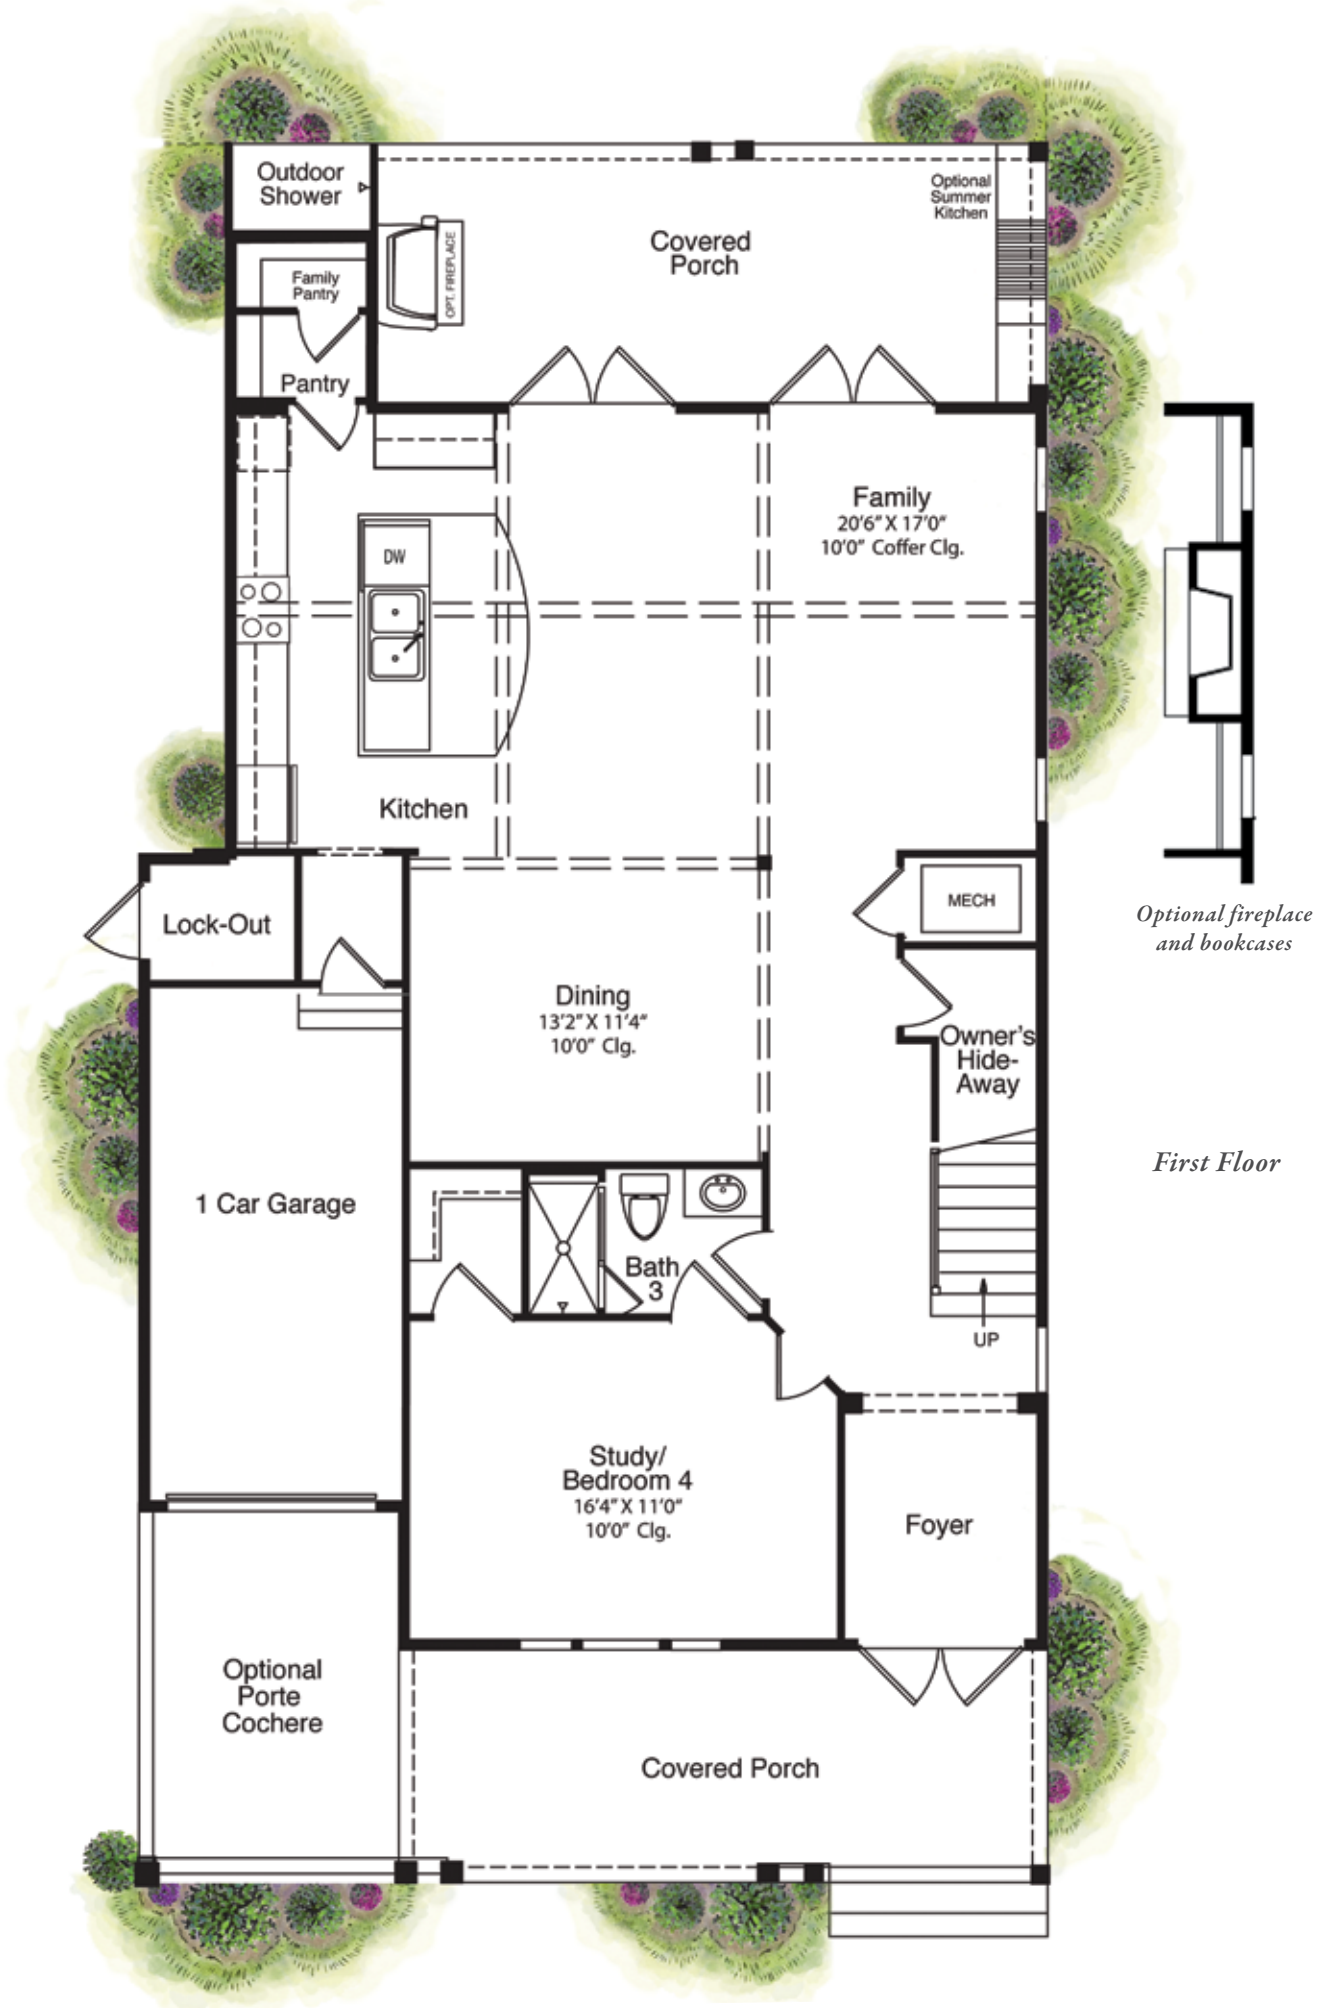 Outdoor
Shower
Optional
Summer
Kitchen
Covered
Porch
OPT. FIREPLACE
Family
Pantry
Pantry
Family
20'6" X 17'0"
10'0" Coffer Clg.
DW
Kitchen
Lock-Out
MECH
Optional fireplace
and bookcases
Dining
13'2" X 11'4"
10'0" Clg.
Owner's
Hide-
Away
First Floor
1 Car Garage
Bath
3
UP
Study/
Bedroom 4
16'4" X 11'0"
10'0" Clg.
Foyer
Optional
Porte
Cochere
Covered Porch